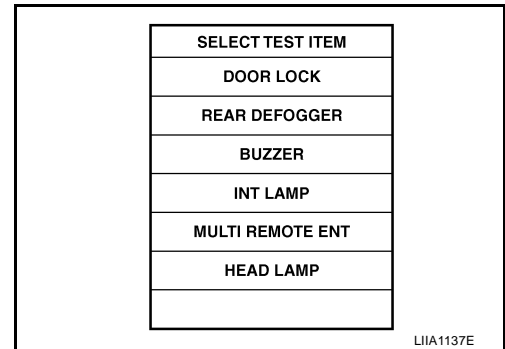 SELECT TEST ITEM
DOOR LOCK
REAR DEFOGGER
BUZZER
INT LAMP
MULTI REMOTE ENT
HEAD LAMP
LIIA1137E